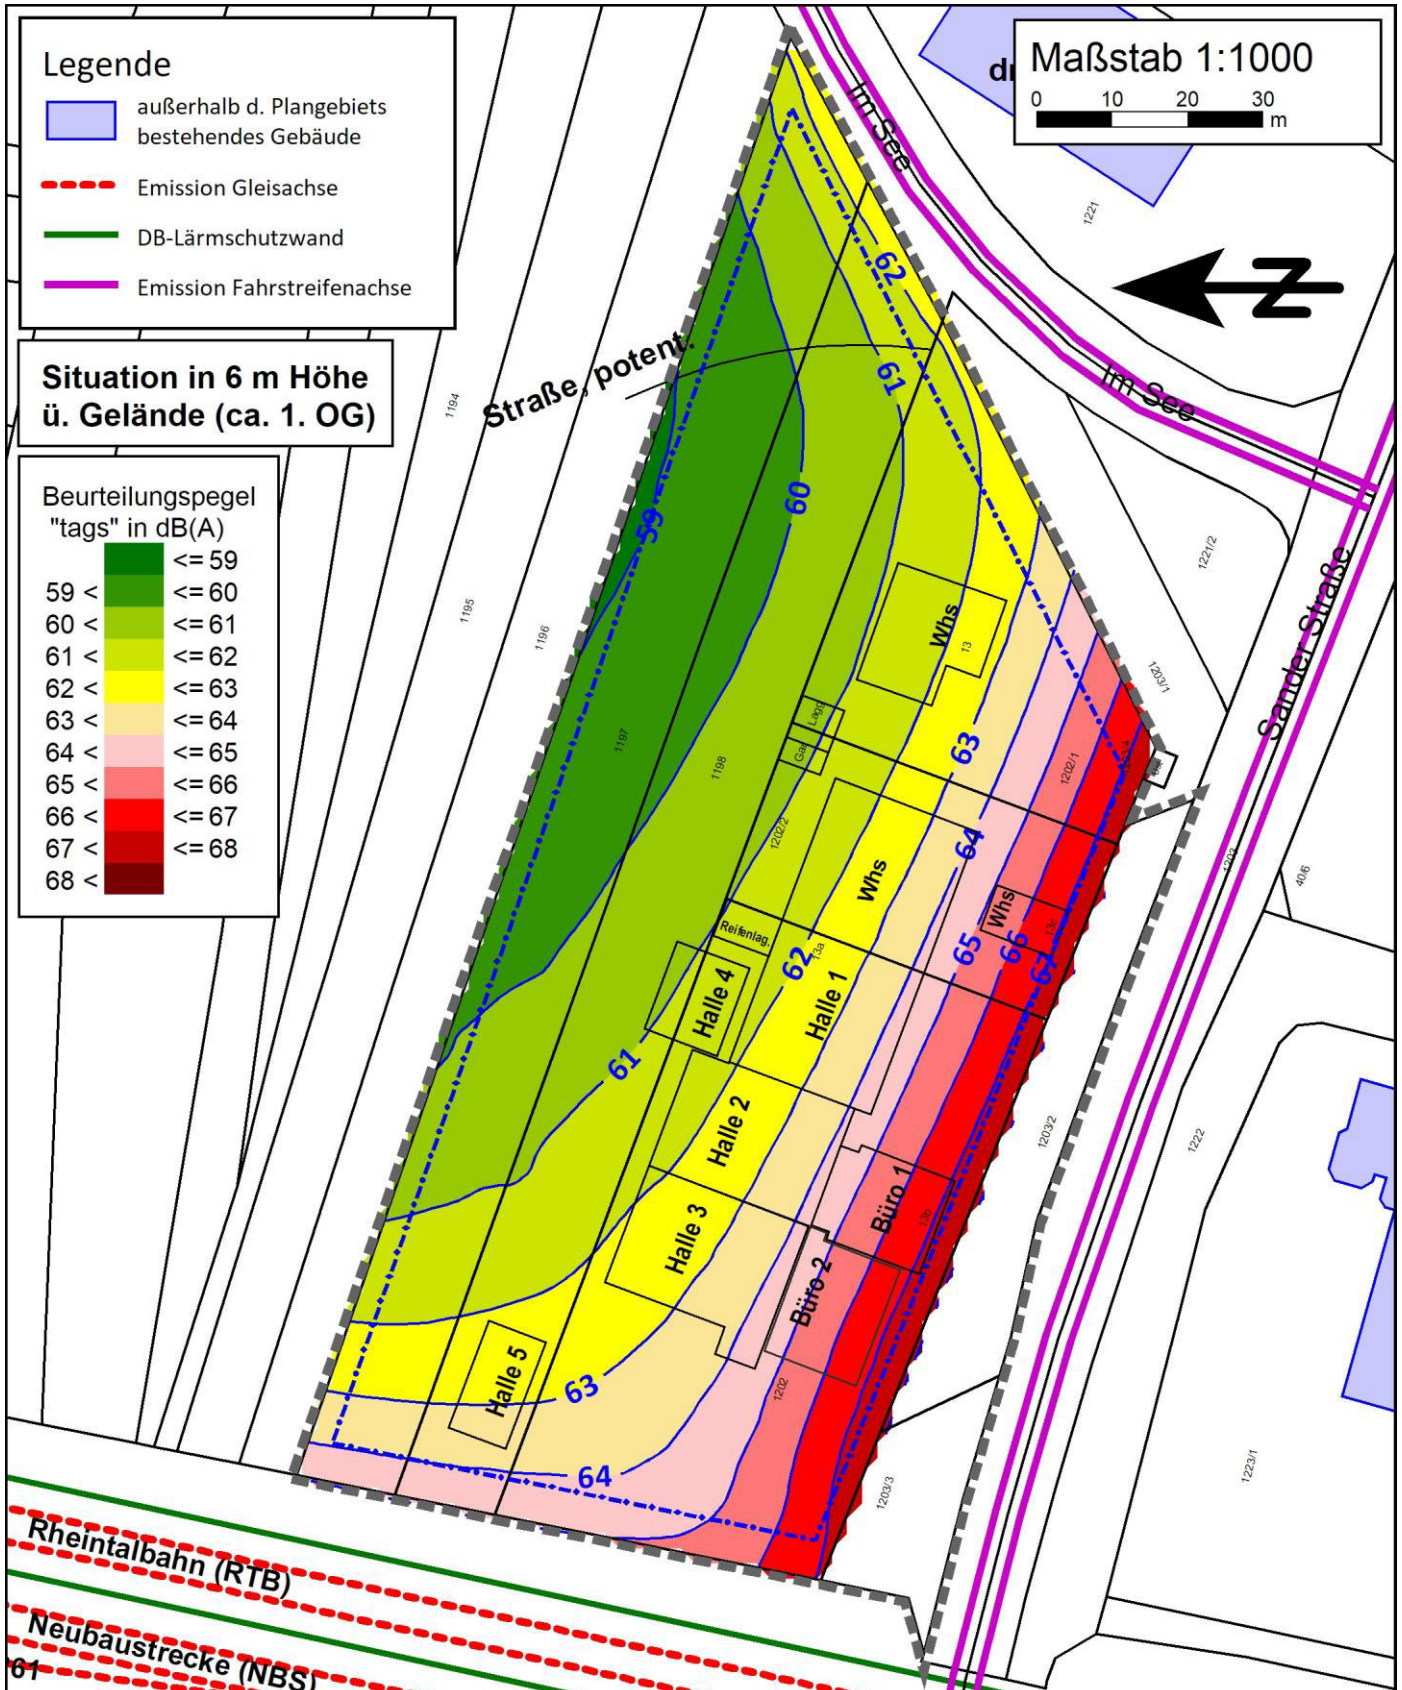 Legende
außerhalb d. Plangebiets
bestehendes Gebäude
Emission Gleisachse
DB-Lärmschutzwand
Emission Fahrstreifenachse
Situation in 6 m Höhe
ü. Gelände (ca. 1. OG)
Beurteilungspegel
"tags" in dB(A)
<= 59
59 < <= 60
60 < <= 61
61 < <= 62
62 < <= 63
63 < <= 64
64 < <= 65
65 < <= 66
66 < <= 67
67 < <= 68
68 <
Maßstab 1:1000
0 10 20 30
m
Z
Im See
Im See
1221
Straße, potent.
1194
1195
1196
1197
1198
62
61
60
59
1221/2
Sander Straße
1203/1
Whs
13
Lagg
Gar
63
1202/1
1202/2
64
Whs
Whs
13c
65
66
67
1203
40/6
Reifenlag.
62
13a
Halle 4
Halle 1
61
Halle 2
Halle 3
Büro 1
13b
Büro 2
1203/2
1222
Halle 5
63
1202
64
1203/3
1223/1
Rheintalbahn (RTB)
Neubaustrecke (NBS)
61